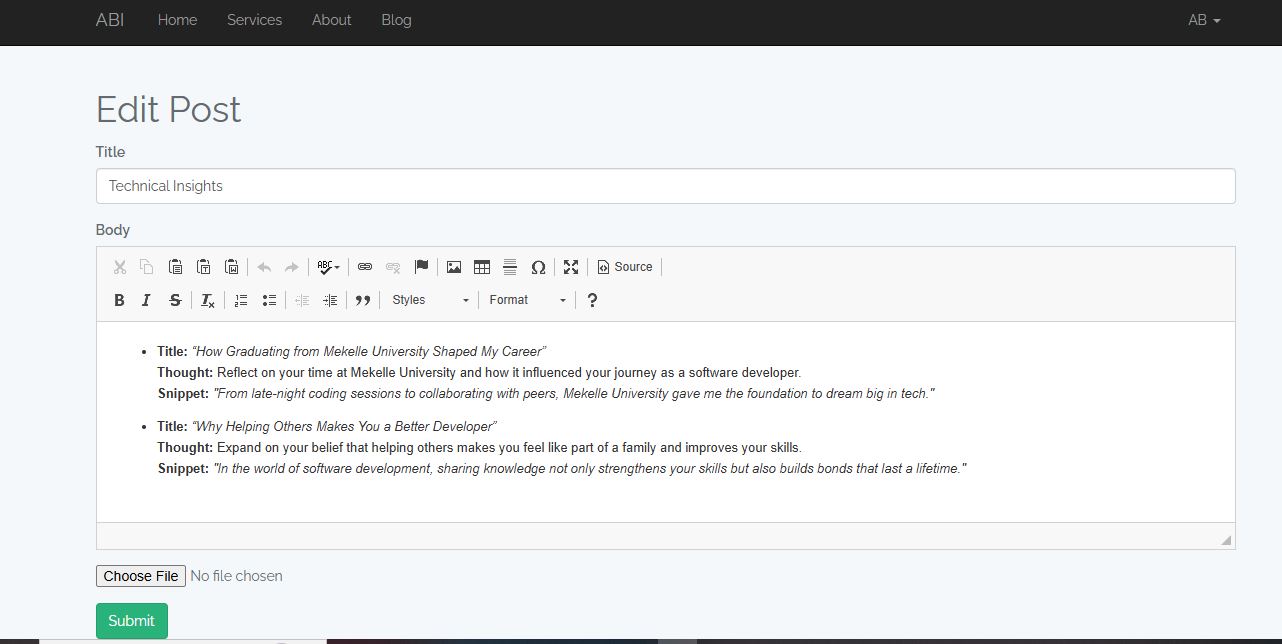 ABI Home Services About Blog AB
Edit Post
Title
Technical Insights
Body
ABC Source
B I S Tx Styles Format ?
• Title: “How Graduating from Mekelle University Shaped My Career”
Thought: Reflect on your time at Mekelle University and how it influenced your journey as a software developer.
Snippet: "From late-night coding sessions to collaborating with peers, Mekelle University gave me the foundation to dream big in tech."
• Title: “Why Helping Others Makes You a Better Developer”
Thought: Expand on your belief that helping others makes you feel like part of a family and improves your skills.
Snippet: "In the world of software development, sharing knowledge not only strengthens your skills but also builds bonds that last a lifetime."
Choose File No file chosen
Submit